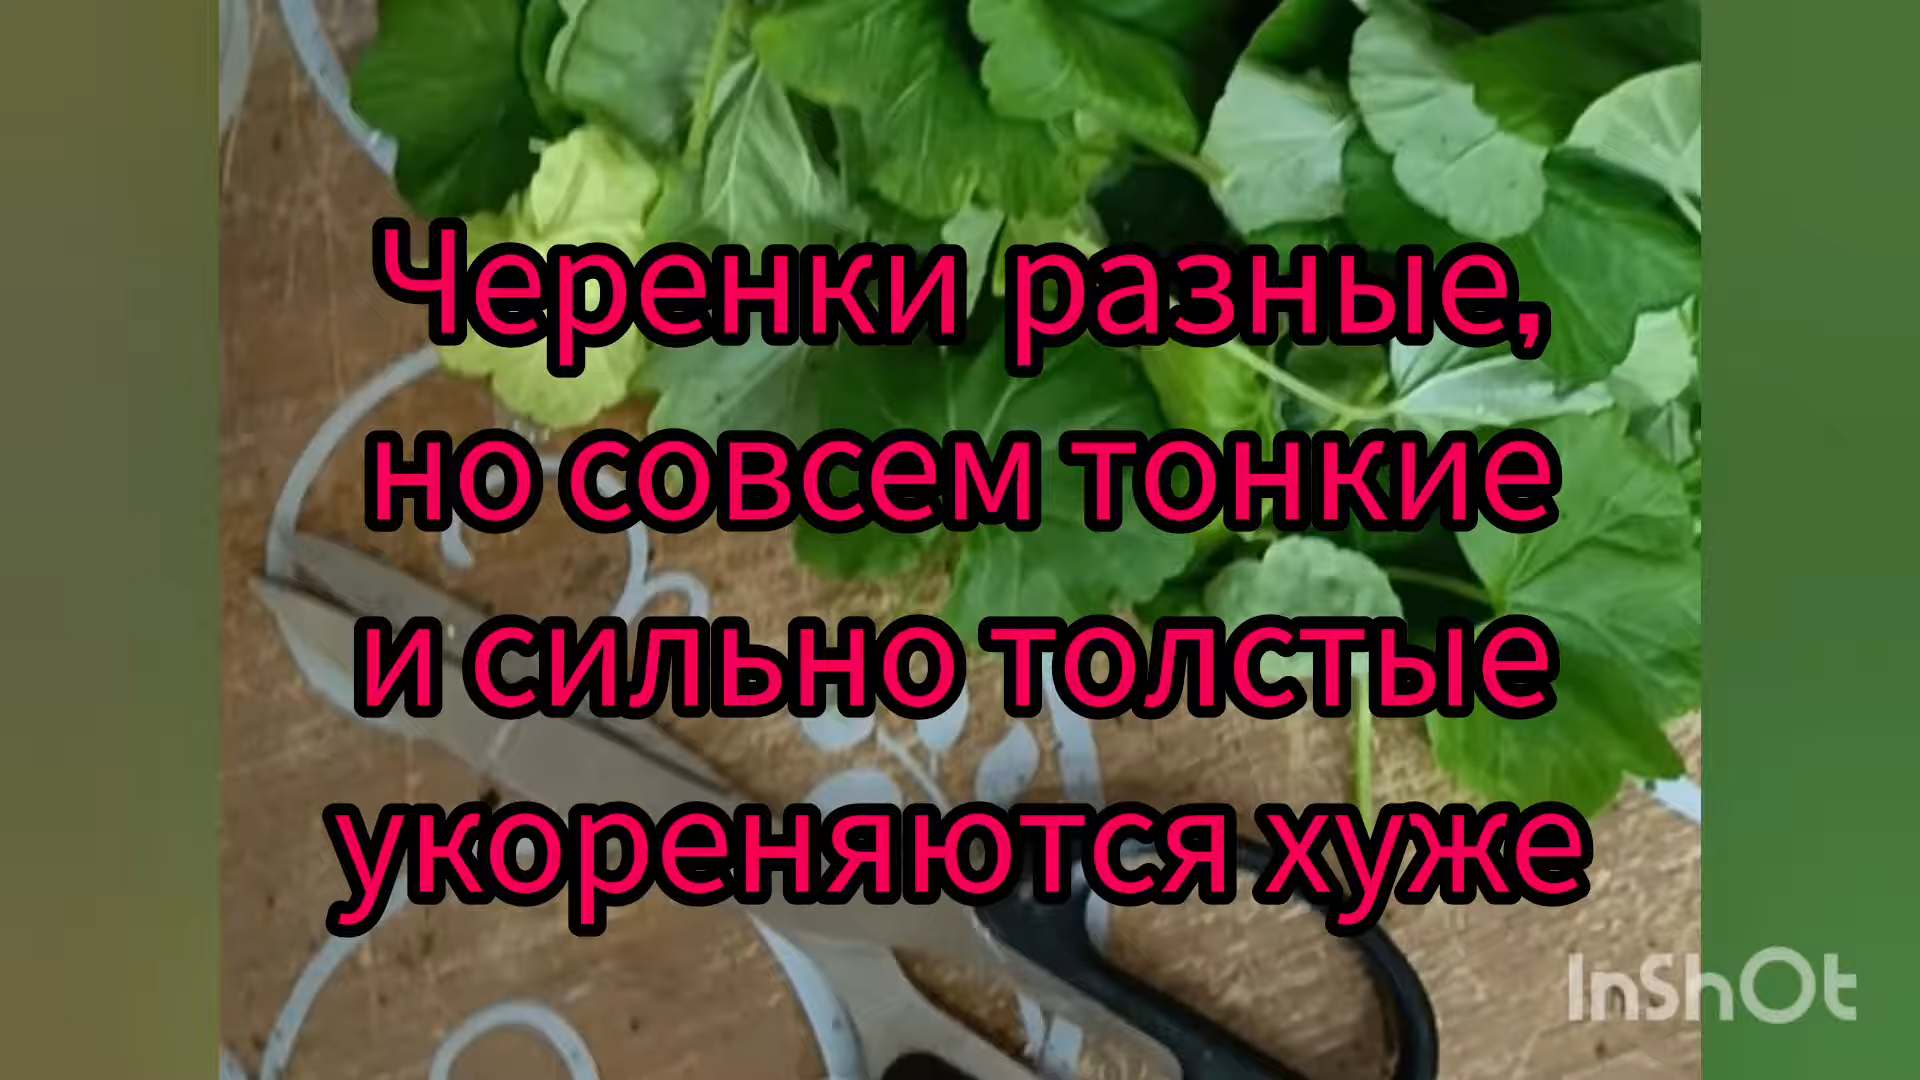 Черенки разные,
но совсем тонкие
и сильно толстые
укореняются хуже
InShOt